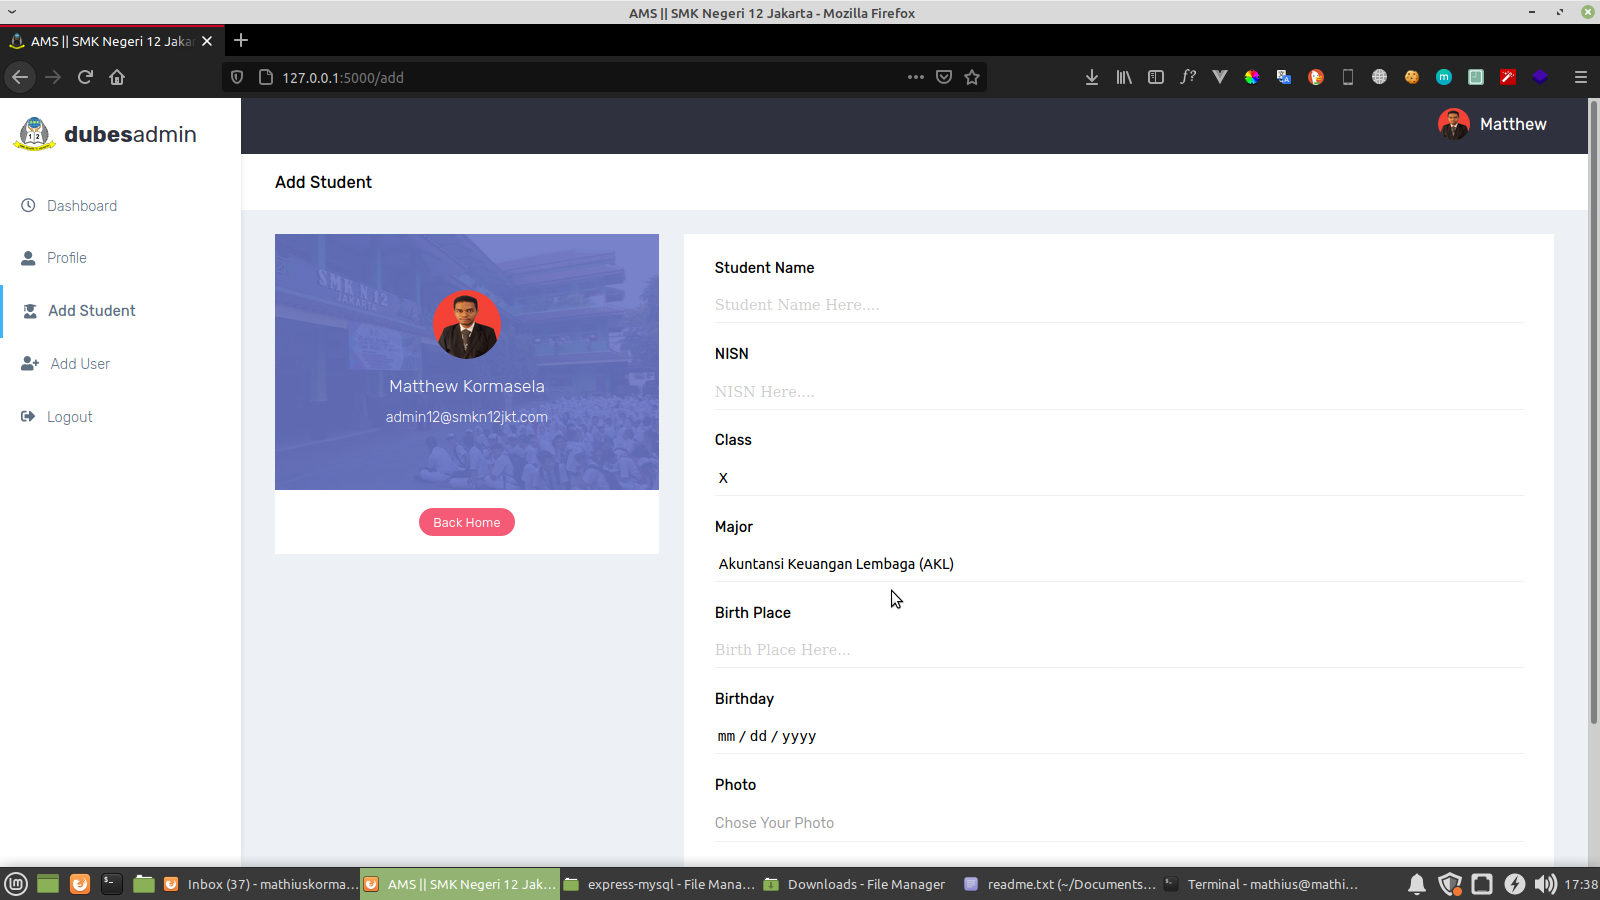 AMS || SMK Negeri 12 Jakarta - Mozilla Firefox
AMS || SMK Negeri 12 Jakar
127.0.0.1:5000/add
dubesadmin
Matthew
Dashboard
Profile
Add Student
Add User
Logout
Add Student
SMK N 12
JAKARTA
Matthew Kormasela
admin12@smkn12jkt.com
Back Home
Student Name
Student Name Here....
NISN
NISN Here....
Class
X
Major
Akuntansi Keuangan Lembaga (AKL)
Birth Place
Birth Place Here...
Birthday
mm / dd / yyyy
Photo
Chose Your Photo
Inbox (37) - mathiuskorma...
AMS || SMK Negeri 12 Jak...
express-mysql - File Mana...
Downloads - File Manager
readme.txt (~/Documents...
Terminal - mathius@mathi...
17:38